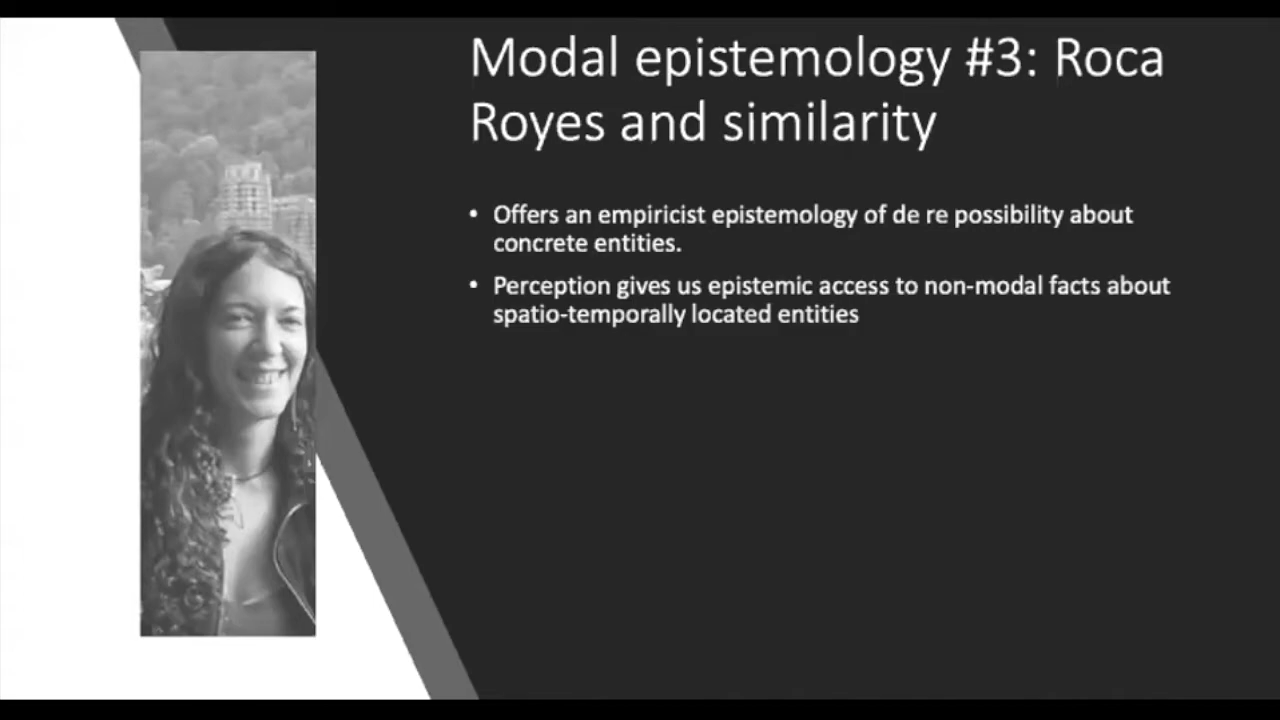 Modal epistemology #3: Roca
Royes and similarity
• Offers an empiricist epistemology of de re possibility about
concrete entities.
• Perception gives us epistemic access to non-modal facts about
spatio-temporally located entities